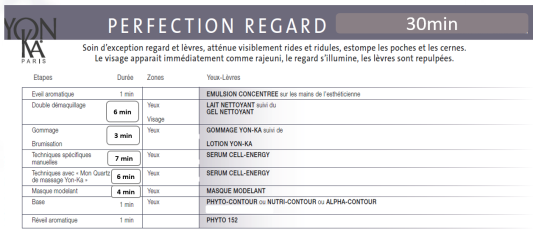 YON-KA
PARIS
PERFECTION REGARD 30min
Soin d'exception regard et lèvres, atténue visiblement rides et ridules, estompe les poches et les cernes.
Le visage apparait immédiatement comme rajeuni, le regard s'illumine, les lèvres sont repulpées.
Etapes Durée Zones Yeux-Lèvres
Eveil aromatique 1 min EMULSION CONCENTREE sur les mains de l'esthéticienne
Double démaquillage 6 min Yeux LAIT NETTOYANT suivi du
Visage GEL NETTOYANT
Gommage 3 min Yeux GOMMAGE YON-KA suivi de
Brumisation LOTION YON-KA
Techniques spécifiques 7 min Yeux SERUM CELL-ENERGY
manuelles
Techniques avec « Mon Quartz 6 min Yeux SERUM CELL-ENERGY
de massage Yon-Ka »
Masque modelant 4 min Yeux MASQUE MODELANT
Base 1 min Yeux PHYTO-CONTOUR ou NUTRI-CONTOUR ou ALPHA-CONTOUR
Réveil aromatique 1 min PHYTO 152